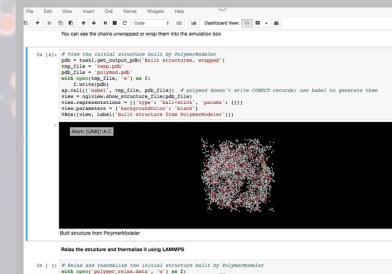 File Edit View Insert Cell Kernel Widgets Help
Code Dashboard View:
You can see the chains unwrapped or wrap them into the simulation box
In [6]: # View the initial structure built by PolymerModeler
pdb = task1.get_output_pdb('Built structures, wrapped')
tmp_file = 'temp.pdb'
pdb_file = 'polymod.pdb'
with open(tmp_file, 'w') as f:
f.write(pdb)
sp.call(['babel', tmp_file, pdb_file]) # polymod doesn't write CONECT records; use babel to generate them
view = nglview.show_structure_file(pdb_file)
view.representations = [{'type': 'ball+stick', 'params': {}}]
view.parameters = {'backgroundColor': 'black'}
VBox([view, Label('Built structure from PolymerModeler')])
Atom: [UNK]1:A.C
Built structure from PolymerModeler
Relax the structure and thermalize it using LAMMPS
In [ ]: # Relax and thermalize the initial structure built by PolymerModeler
with open('polymer_relax.data', 'w') as f: